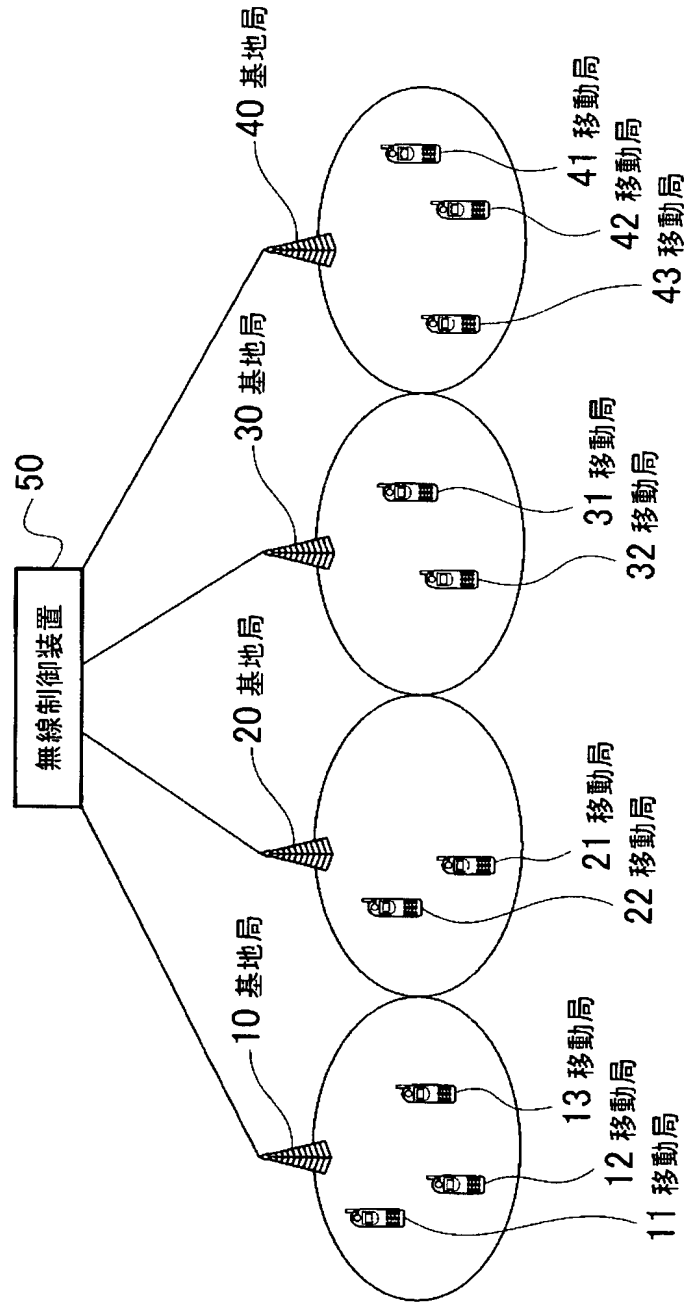 50
無線制御装置
10 基地局
20 基地局
30 基地局
40 基地局
11 移動局
12 移動局
13 移動局
22 移動局
21 移動局
32 移動局
31 移動局
43 移動局
42 移動局
41 移動局